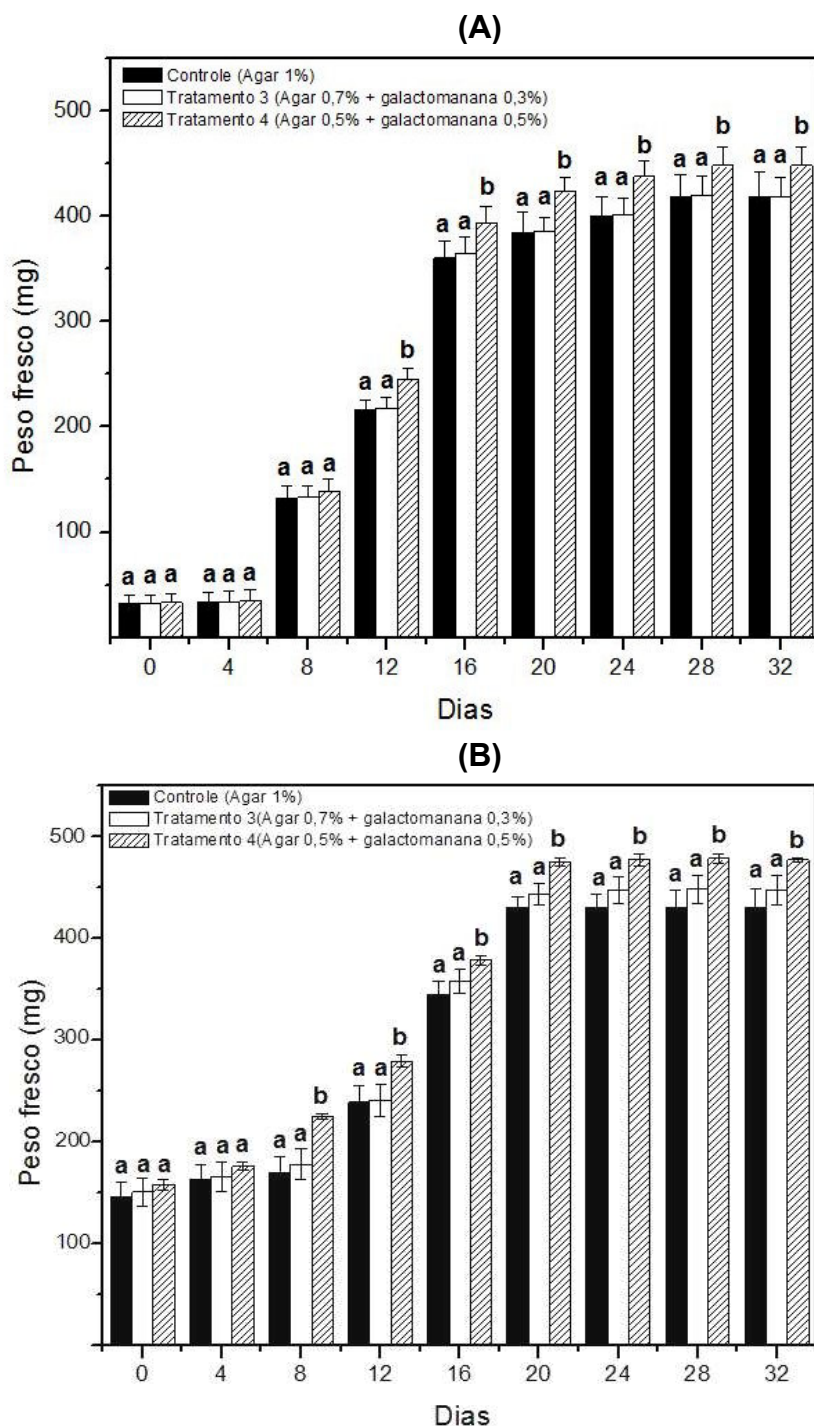 (A)
Controle (Agar 1%)
Tratamento 3 (Agar 0,7% + galactomanana 0,3%)
Tratamento 4 (Agar 0,5% + galactomanana 0,5%)
500
400
300
200
100
Peso fresco (mg)
a a a a a a a a a a a b a a b a a b a a b a a b a a b
0 4 8 12 16 20 24 28 32
Dias
(B)
Controle (Agar 1%)
Tratamento 3(Agar 0,7% + galactomanana 0,3%)
Tratamento 4(Agar 0,5% + galactomanana 0,5%)
500
400
300
200
100
Peso fresco (mg)
a a a a a a a a b a a b a a b a a b a a b a a b a a b
0 4 8 12 16 20 24 28 32
Dias